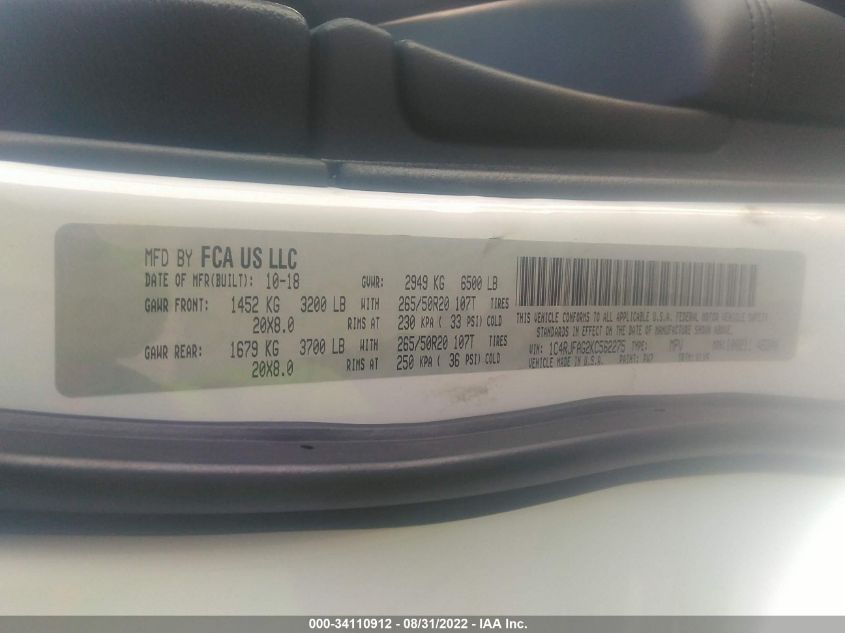 MFD BY FCA US LLC
DATE OF MFR(BUILT): 10-18 GVWR: 2949 KG 6500 LB
GAWR FRONT: 1452 KG 3200 LB WITH 265/50R20 107T TIRES
20X8.0 RIMS AT 230 KPA ( 33 PSI) COLD
GAWR REAR: 1679 KG 3700 LB WITH 265/50R20 107T TIRES
20X8.0 RIMS AT 250 KPA ( 36 PSI) COLD
THIS VEHICLE CONFORMS TO ALL APPLICABLE U.S.A. FEDERAL MOTOR VEHICLE SAFETY
STANDARDS IN EFFECT ON THE DATE OF MANUFACTURE SHOWN ABOVE.
VIN: 1C4RJFAG2KC562275 TYPE: MPV
VEHICLE MADE IN U.S.A. PAINT: PW7 TRIM:
000-34110912 - 08/31/2022 - IAA Inc.